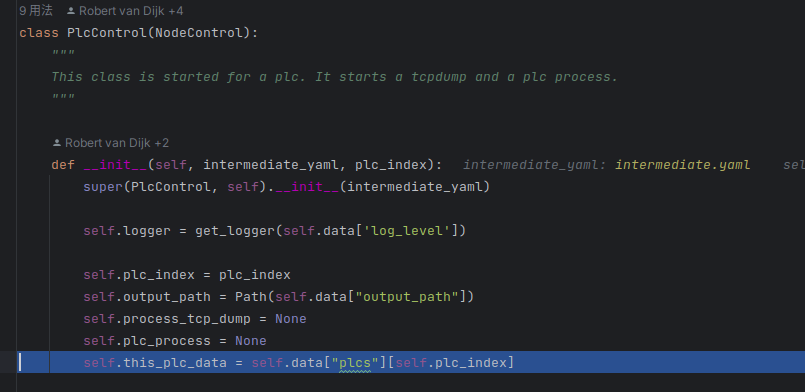 9 用法   Robert van Dijk +4
class PlcControl(NodeControl):
    """
    This class is started for a plc. It starts a tcpdump and a plc process.
    """
    Robert van Dijk +2
    def __init__(self, intermediate_yaml, plc_index):   intermediate_yaml: intermediate.yaml    sel
        super(PlcControl, self).__init__(intermediate_yaml)
        self.logger = get_logger(self.data['log_level'])
        self.plc_index = plc_index
        self.output_path = Path(self.data["output_path"])
        self.process_tcp_dump = None
        self.plc_process = None
        self.this_plc_data = self.data["plcs"][self.plc_index]